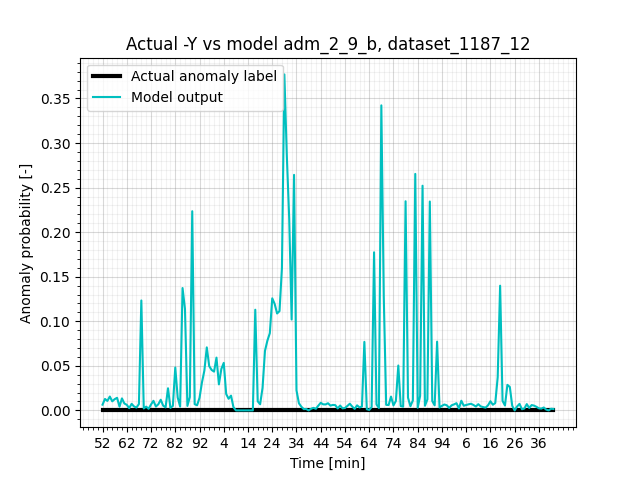 Actual -Y vs model adm_2_9_b, dataset_1187_12
Actual anomaly label
Model output
Anomaly probability [-]
0.35
0.30
0.25
0.20
0.15
0.10
0.05
0.00
52 62 72 82 92 4 14 24 34 44 54 64 74 84 94 6 16 26 36
Time [min]